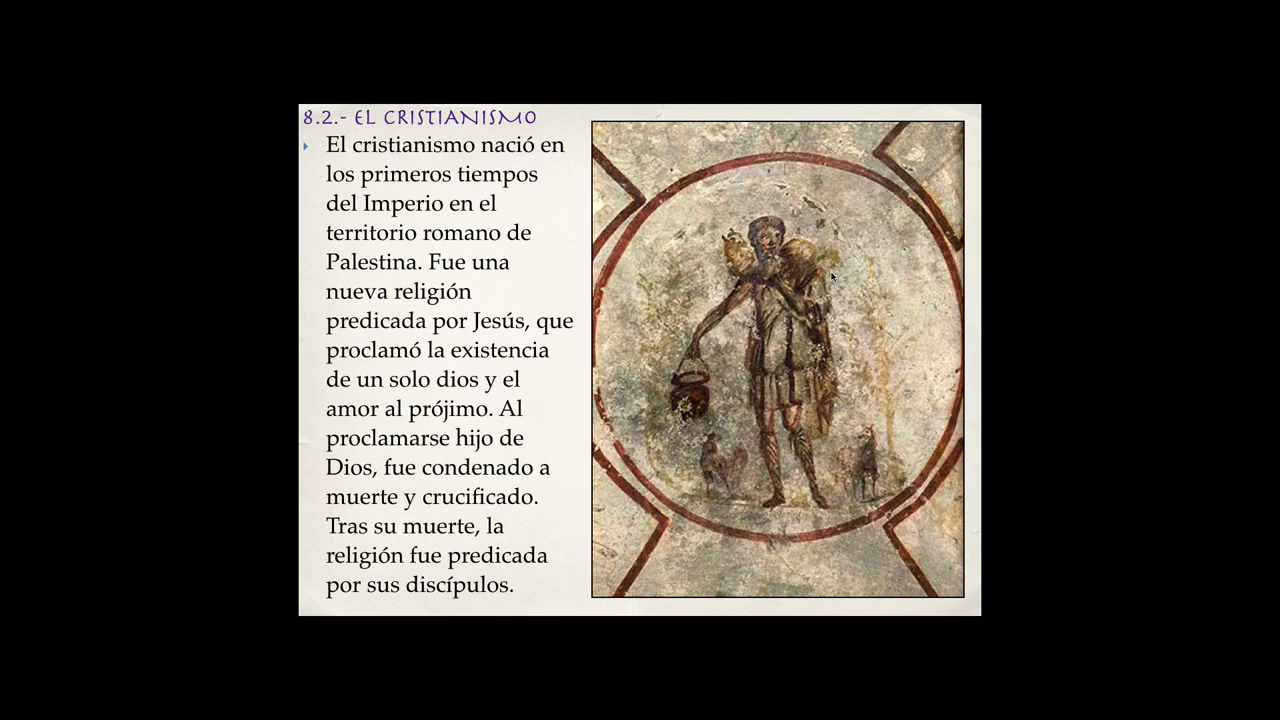 8.2.- EL CRISTIANISMO
El cristianismo nació en
los primeros tiempos
del Imperio en el
territorio romano de
Palestina. Fue una
nueva religión
predicada por Jesús, que
proclamó la existencia
de un solo dios y el
amor al prójimo. Al
proclamarse hijo de
Dios, fue condenado a
muerte y crucificado.
Tras su muerte, la
religión fue predicada
por sus discípulos.